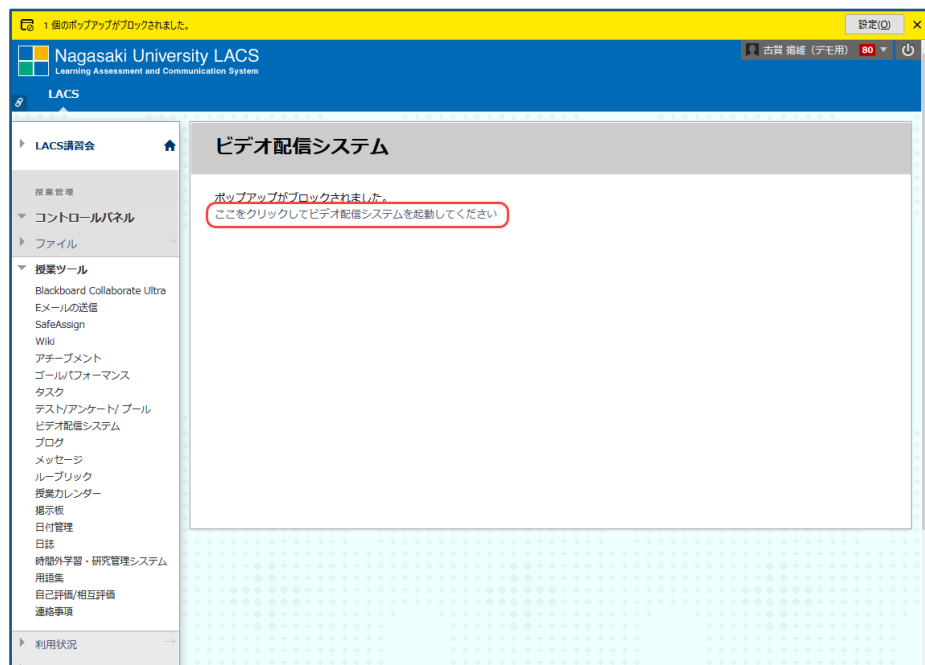 1 個のポップアップがブロックされました。
設定(O)
×
Nagasaki University LACS
Learning Assessment and Communication System
古賀 掲維（デモ用） 80
LACS
LACS講習会
ビデオ配信システム
授業管理
ポップアップがブロックされました。
ここをクリックしてビデオ配信システムを起動してください
コントロールパネル
ファイル
授業ツール
Blackboard Collaborate Ultra
Eメールの送信
SafeAssign
Wiki
アチーブメント
ゴールパフォーマンス
タスク
テスト/アンケート/ プール
ビデオ配信システム
ブログ
メッセージ
ルーブリック
授業カレンダー
掲示板
日付管理
日誌
時間外学習・研究管理システム
用語集
自己評価/相互評価
連絡事項
利用状況